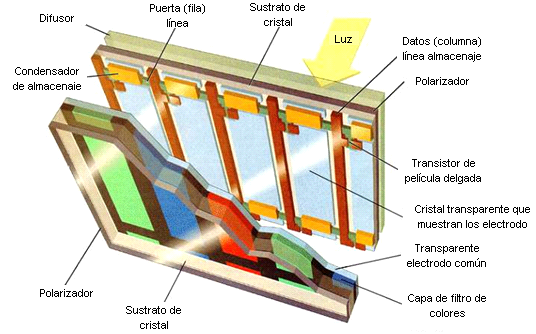 Difusor
Puerta (fila)
línea
Sustrato de
cristal
Luz
Datos (columna)
línea almacenaje
Condensador
de almacenaie
Polarizador
Transistor de
película delgada
Cristal transparente que
muestran los electrodo
Transparente
electrodo común
Capa de filtro de
colores
Polarizador
Sustrato de
cristal